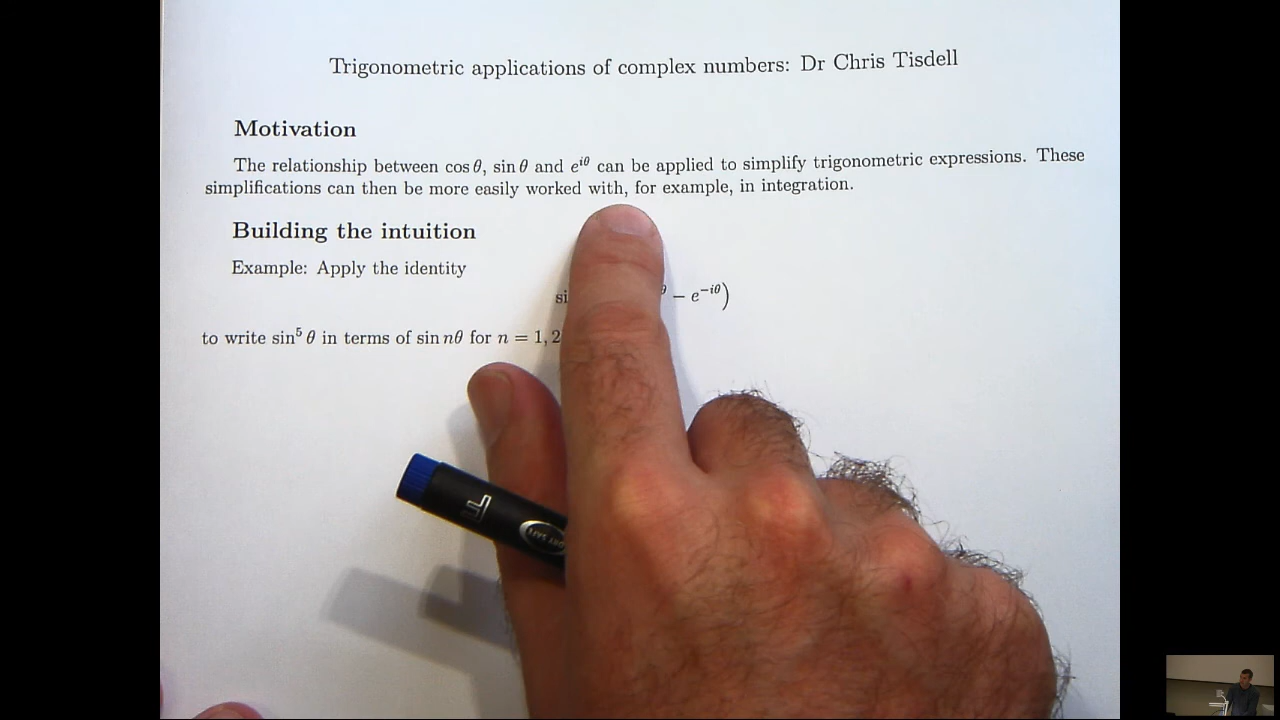 Trigonometric applications of complex numbers: Dr Chris Tisdell
Motivation
The relationship between cos θ, sin θ and e^{iθ} can be applied to simplify trigonometric expressions. These
simplifications can then be more easily worked with, for example, in integration.
Building the intuition
Example: Apply the identity
− e^{−iθ})
to write sin⁵ θ in terms of sin nθ for n = 1, 2